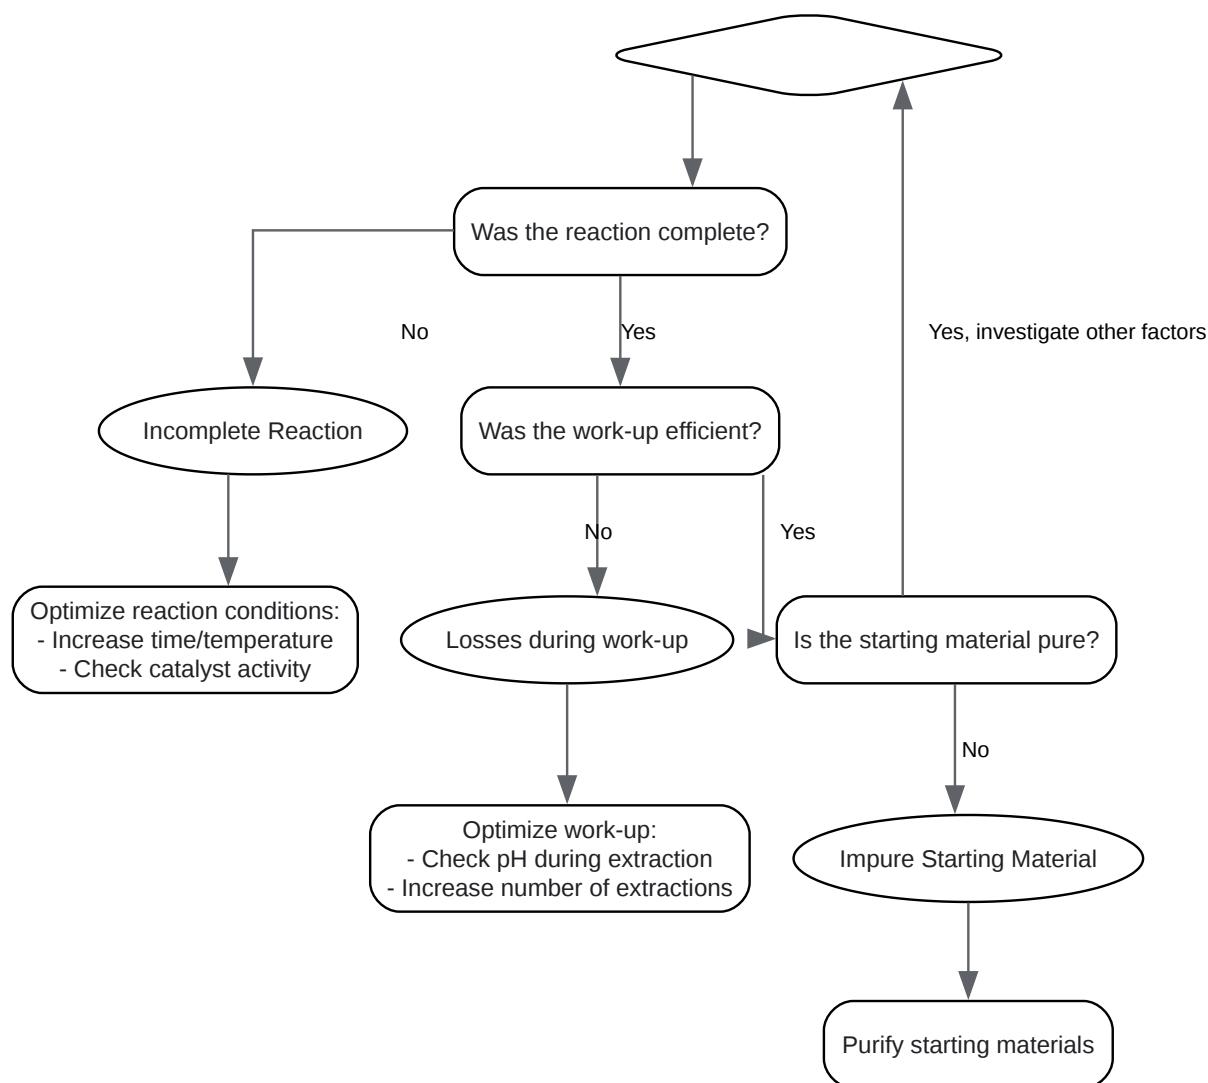 Was the reaction complete?
No
Yes
Yes, investigate other factors
Incomplete Reaction
Was the work-up efficient?
No
Yes
Optimize reaction conditions:
- Increase time/temperature
- Check catalyst activity
Losses during work-up
Is the starting material pure?
No
Optimize work-up:
- Check pH during extraction
- Increase number of extractions
Impure Starting Material
Purify starting materials